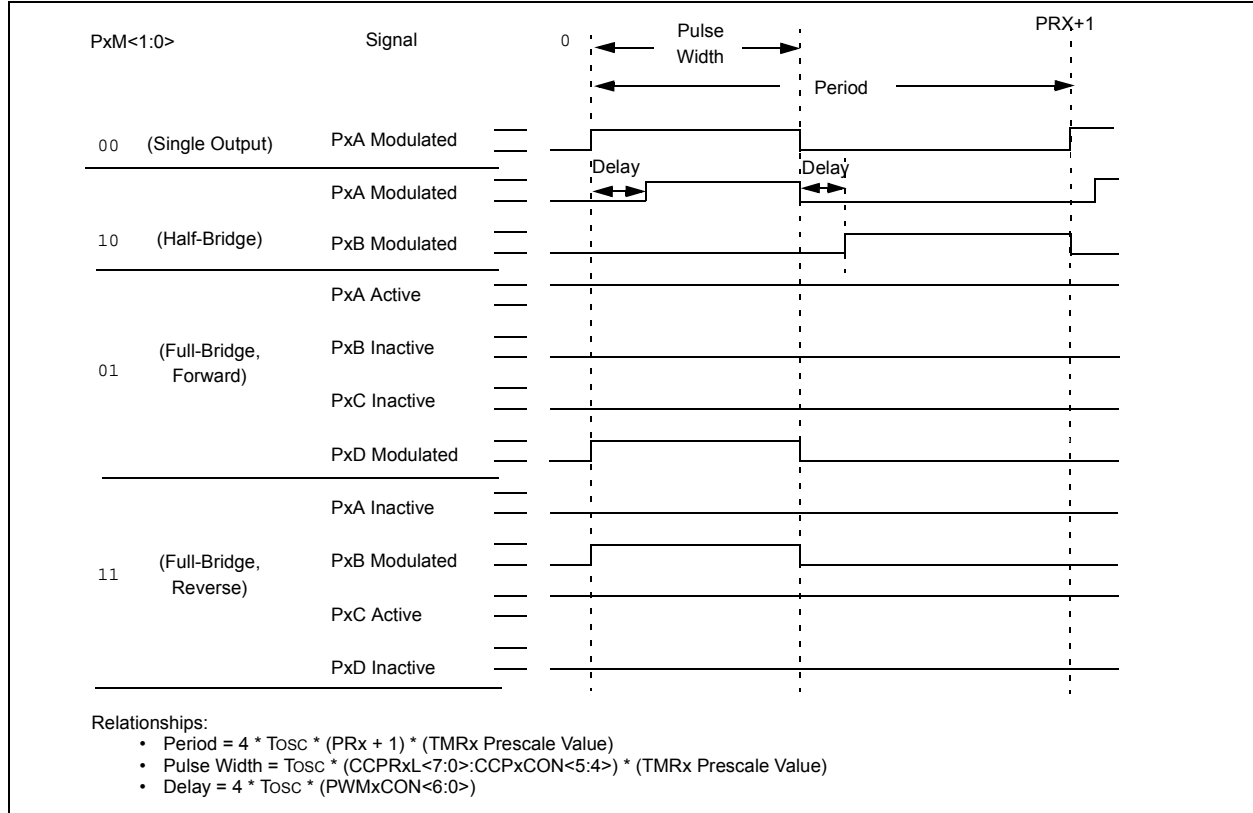 PxM<1:0> Signal 0 Pulse Width PRX+1
Period
00 (Single Output) PxA Modulated
Delay Delay
PxA Modulated
10 (Half-Bridge) PxB Modulated
PxA Active
01 (Full-Bridge, Forward) PxB Inactive
PxC Inactive
PxD Modulated
PxA Inactive
11 (Full-Bridge, Reverse) PxB Modulated
PxC Active
PxD Inactive
Relationships:
• Period = 4 * TOSC * (PRx + 1) * (TMRx Prescale Value)
• Pulse Width = TOSC * (CCPRxL<7:0>:CCPxCON<5:4>) * (TMRx Prescale Value)
• Delay = 4 * TOSC * (PWMxCON<6:0>)